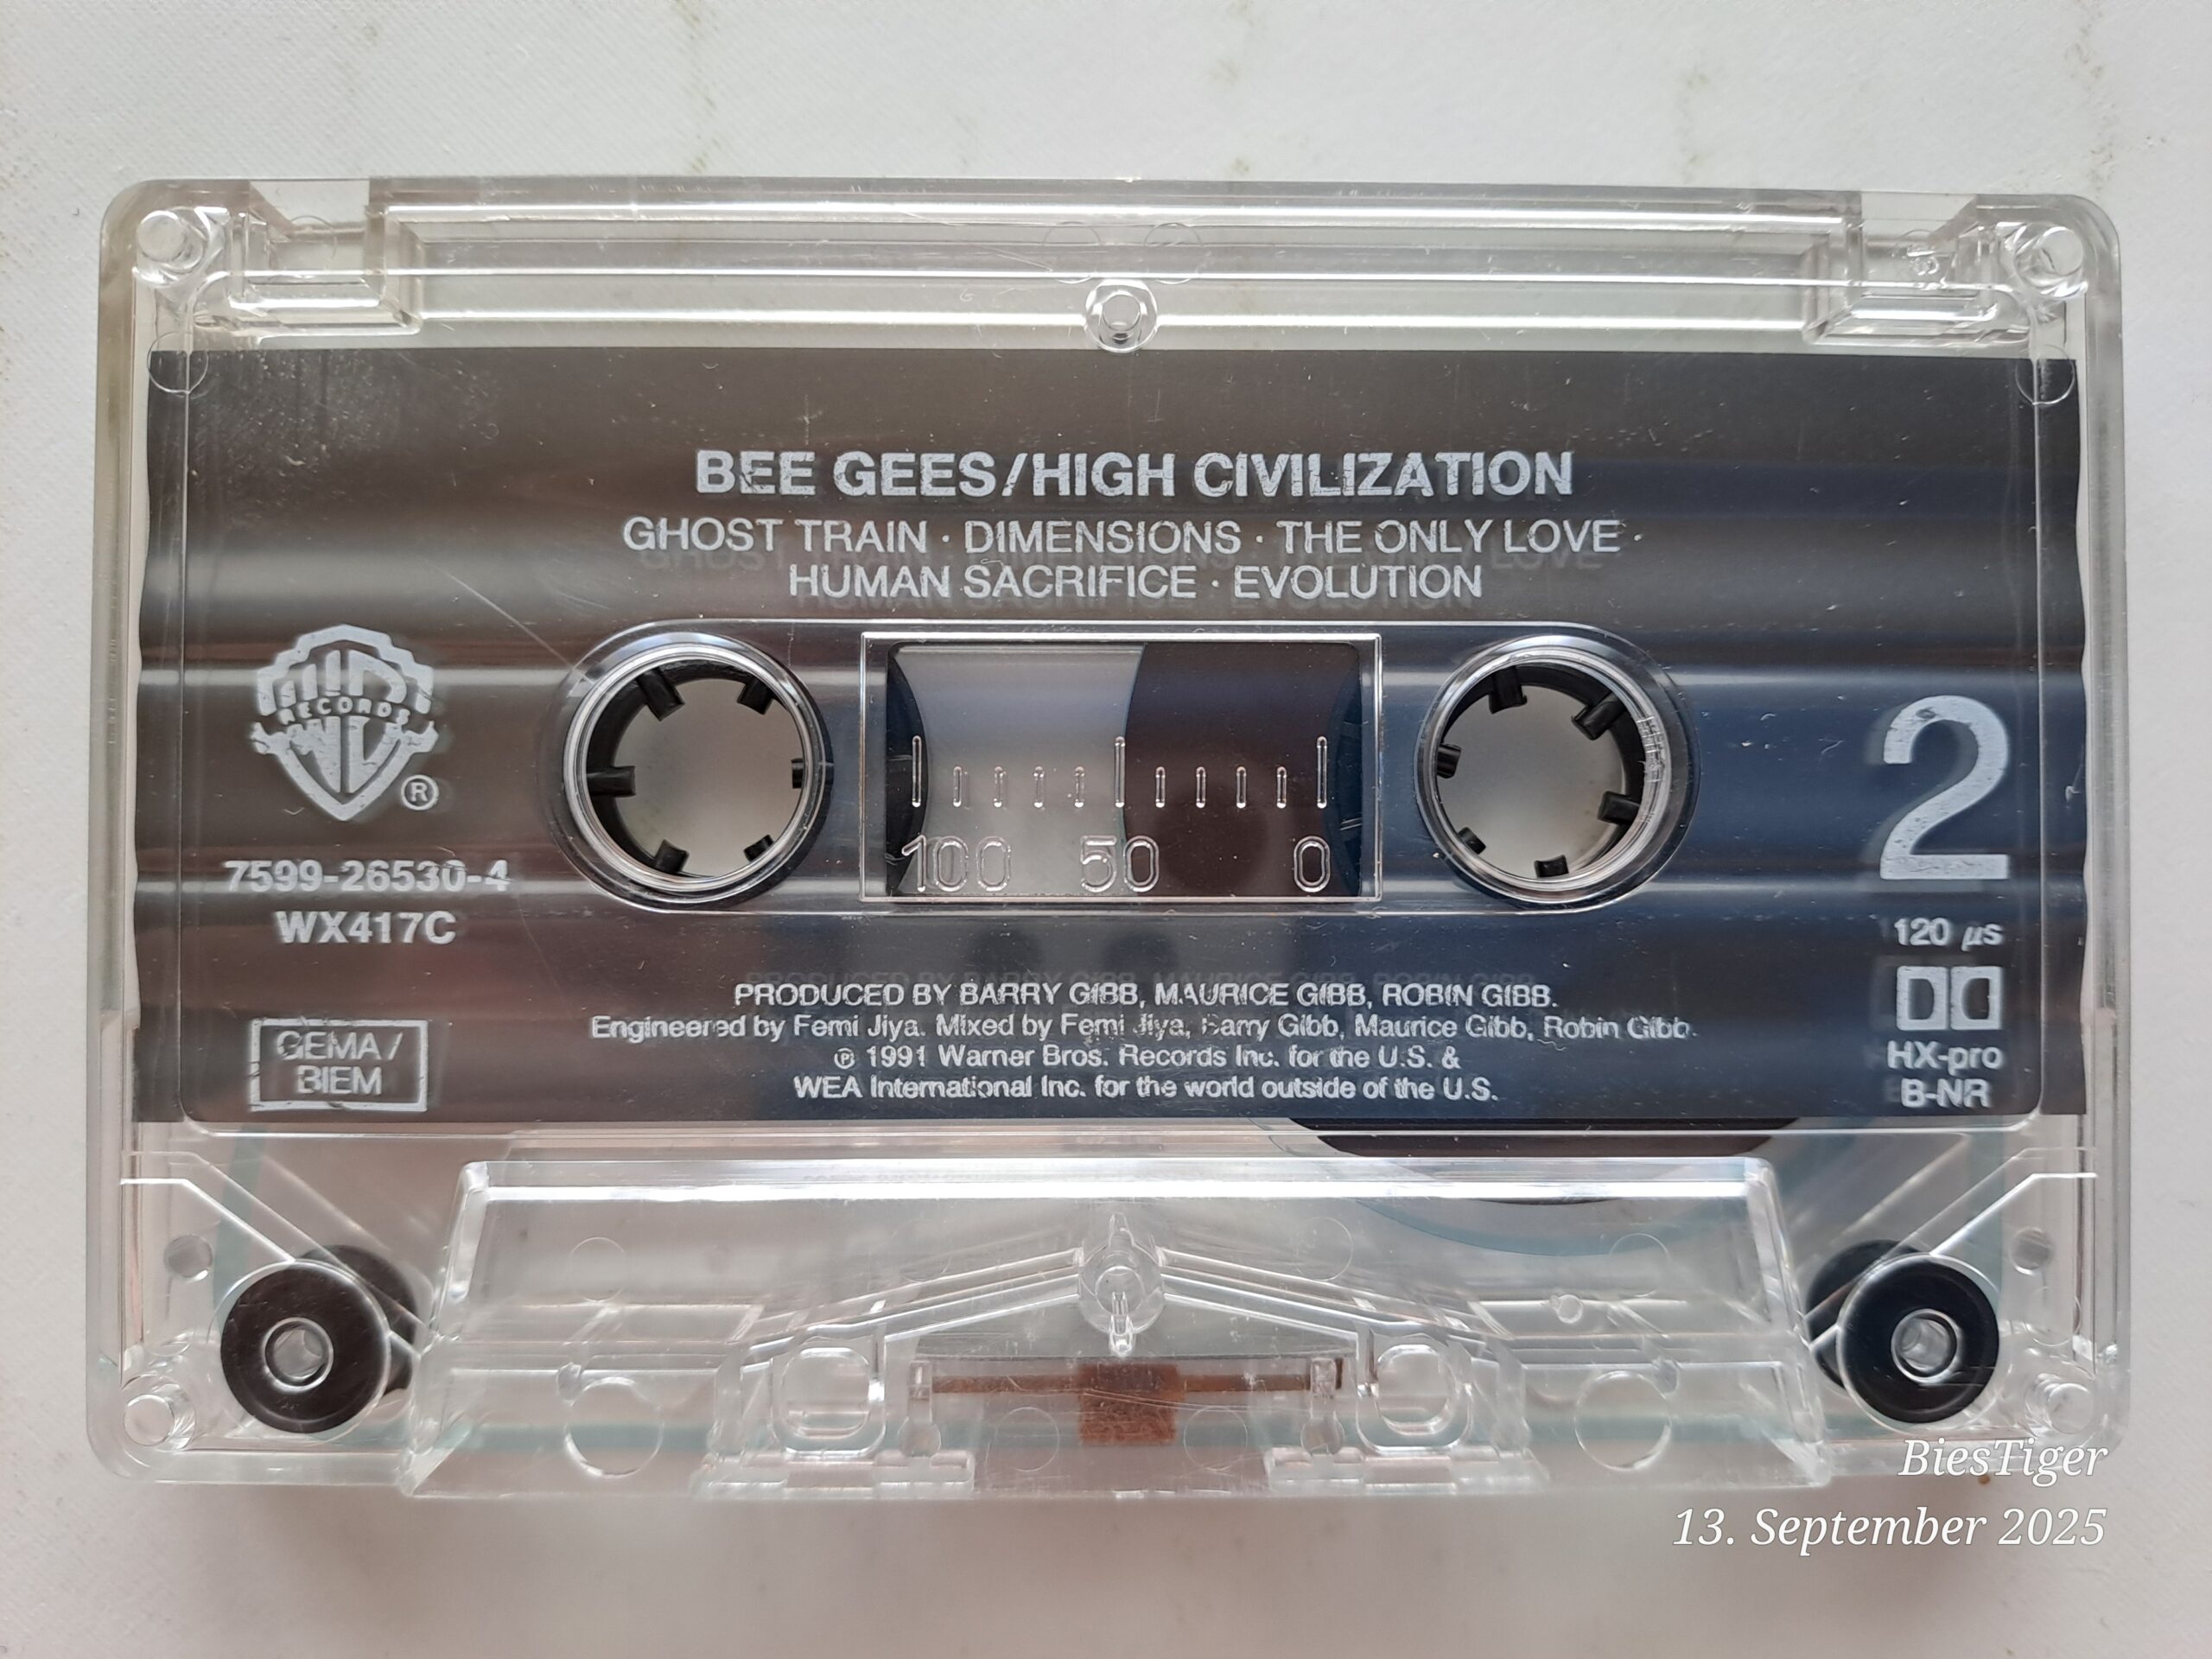 BEE GEES/HIGH CIVILIZATION
GHOST TRAIN · DIMENSIONS · THE ONLY LOVE ·
HUMAN SACRIFICE · EVOLUTION
RECORDS
®
7599-26530-4
WX417C
GEMA/
BIEM
100 50 0
2
120 µs
HX-pro
B-NR
PRODUCED BY BARRY GIBB, MAURICE GIBB, ROBIN GIBB.
Engineered by Femi Jiya. Mixed by Femi Jiya, Barry Gibb, Maurice Gibb, Robin Gibb.
℗ 1991 Warner Bros. Records Inc. for the U.S. &
WEA International Inc. for the world outside of the U.S.
BiesTiger
13. September 2025